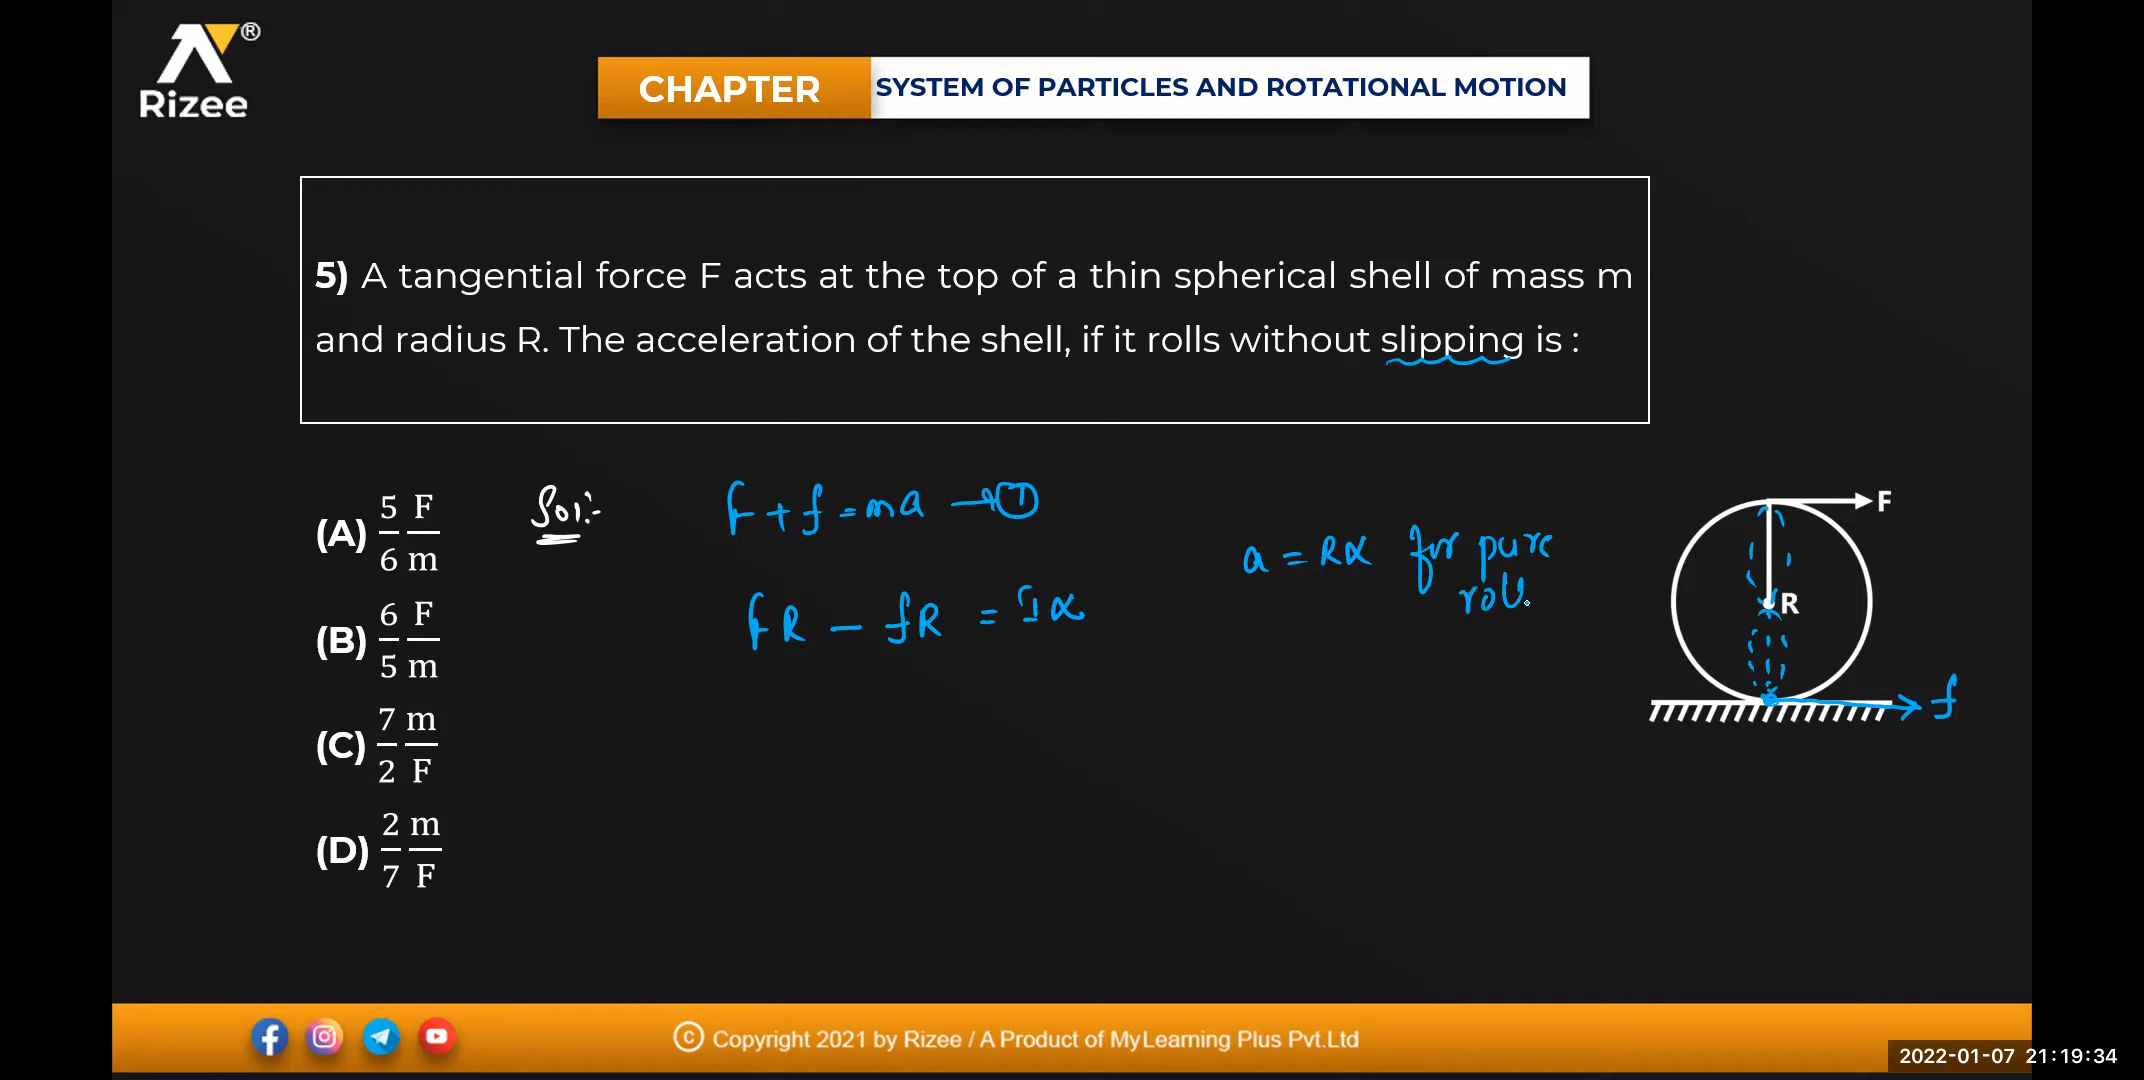 Rizee ®
CHAPTER SYSTEM OF PARTICLES AND ROTATIONAL MOTION
5) A tangential force F acts at the top of a thin spherical shell of mass m
and radius R. The acceleration of the shell, if it rolls without slipping is :
(A) 5/6 F/m
(B) 6/5 F/m
(C) 7/2 m/F
(D) 2/7 m/F
Sol:-
F + f = ma → ①
FR - fR = Iα
a = Rα for pure
roll
F
R
f
© Copyright 2021 by Rizee / A Product of MyLearning Plus Pvt.Ltd
2022-01-07 21:19:34